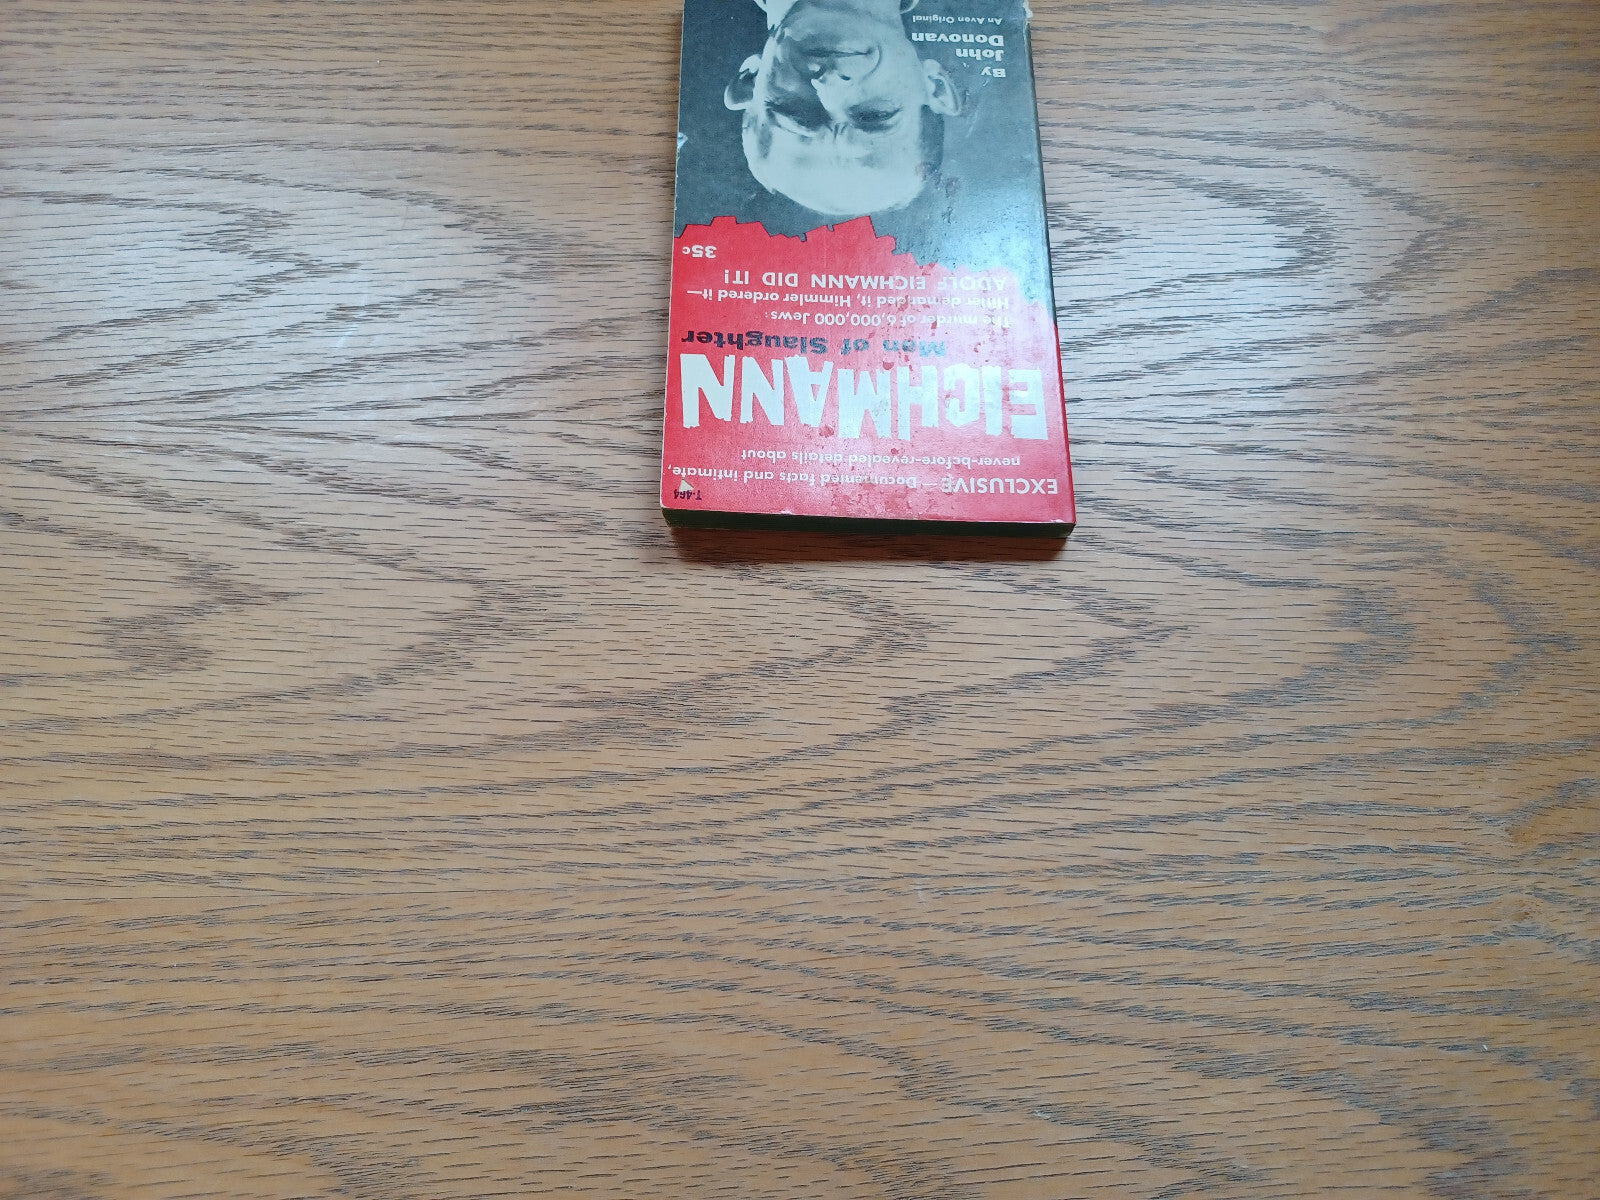 T-464
EXCLUSIVE—Documented facts and intimate,
never-before-revealed details about
EICHMANN
Man of Slaughter
The murder of 6,000,000 Jews:
Hitler demanded it, Himmler ordered it—
ADOLF EICHMANN DID IT!
35c
By
John
Donovan
An Avon Original